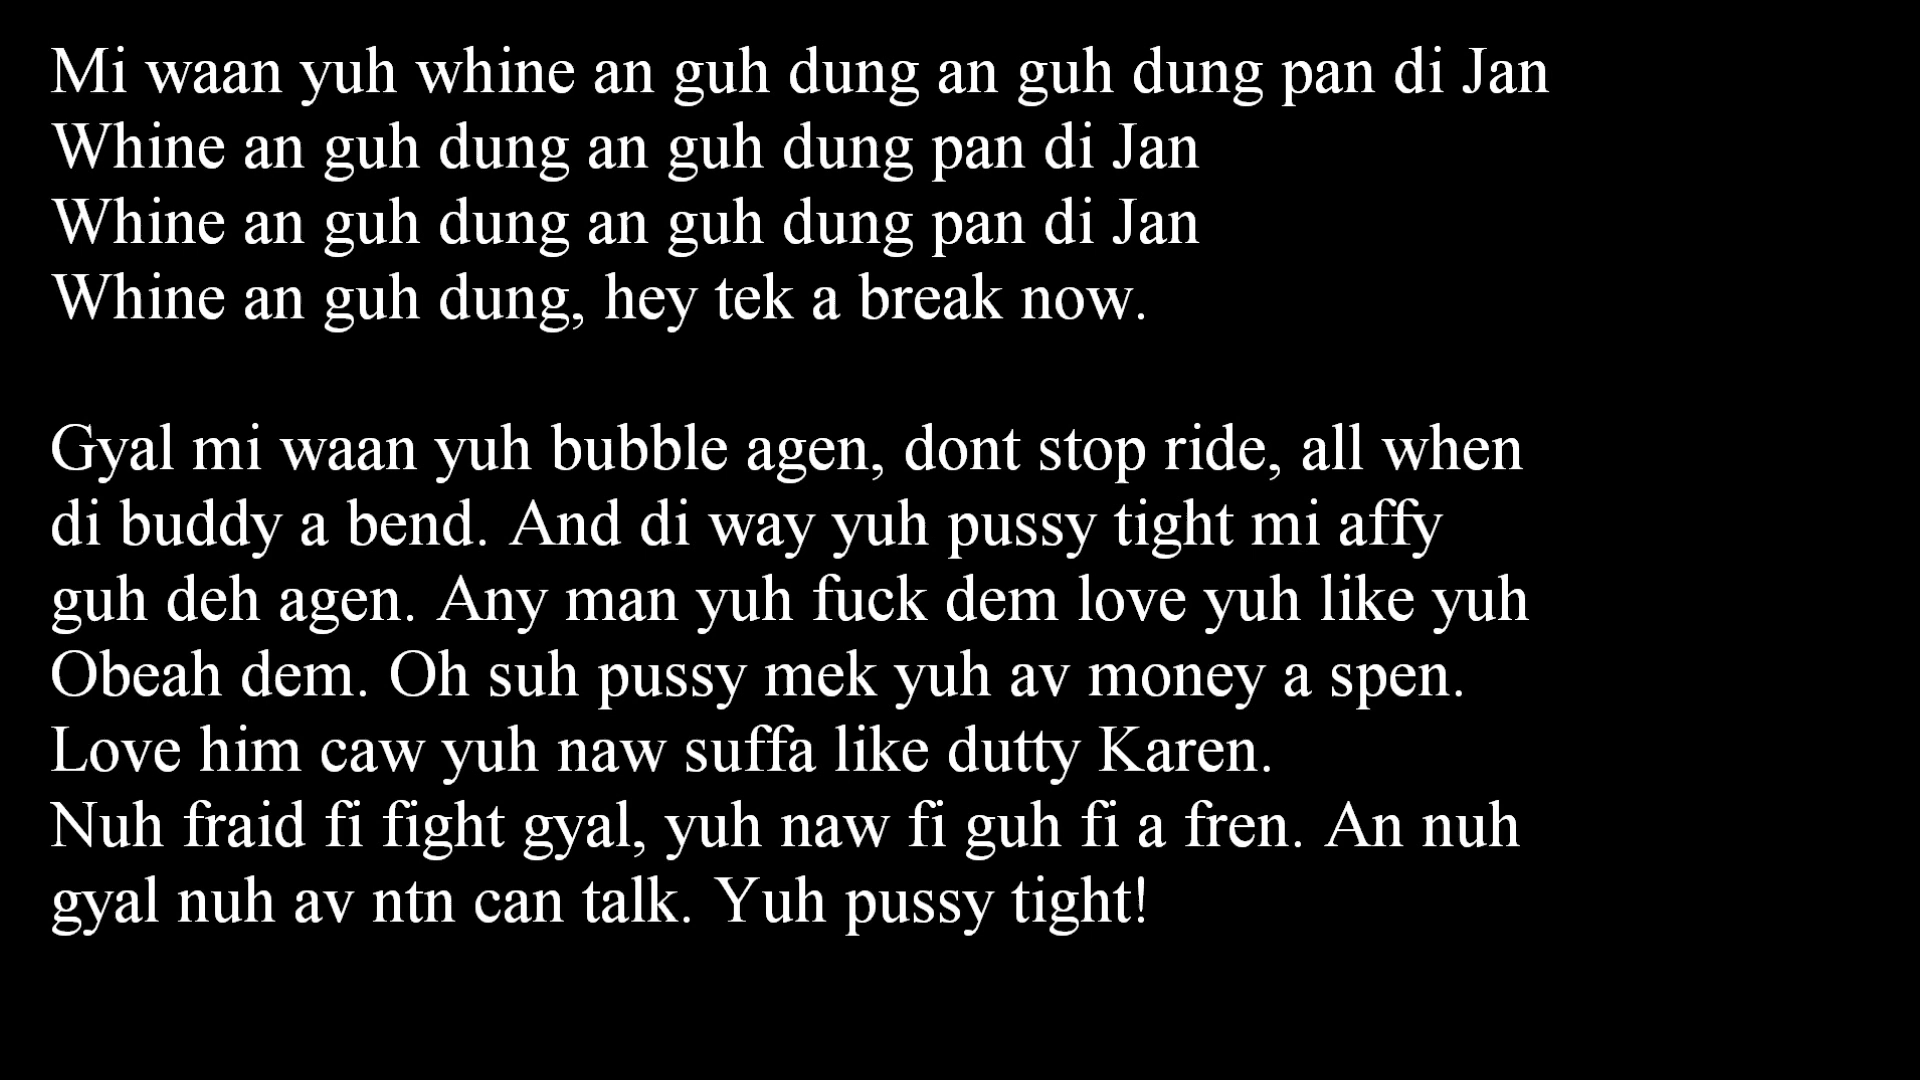 Mi waan yuh whine an guh dung an guh dung pan di Jan
Whine an guh dung an guh dung pan di Jan
Whine an guh dung an guh dung pan di Jan
Whine an guh dung, hey tek a break now.
Gyal mi waan yuh bubble agen, dont stop ride, all when
di buddy a bend. And di way yuh pussy tight mi affy
guh deh agen. Any man yuh fuck dem love yuh like yuh
Obeah dem. Oh suh pussy mek yuh av money a spen.
Love him caw yuh naw suffa like dutty Karen.
Nuh fraid fi fight gyal, yuh naw fi guh fi a fren. An nuh
gyal nuh av ntn can talk. Yuh pussy tight!